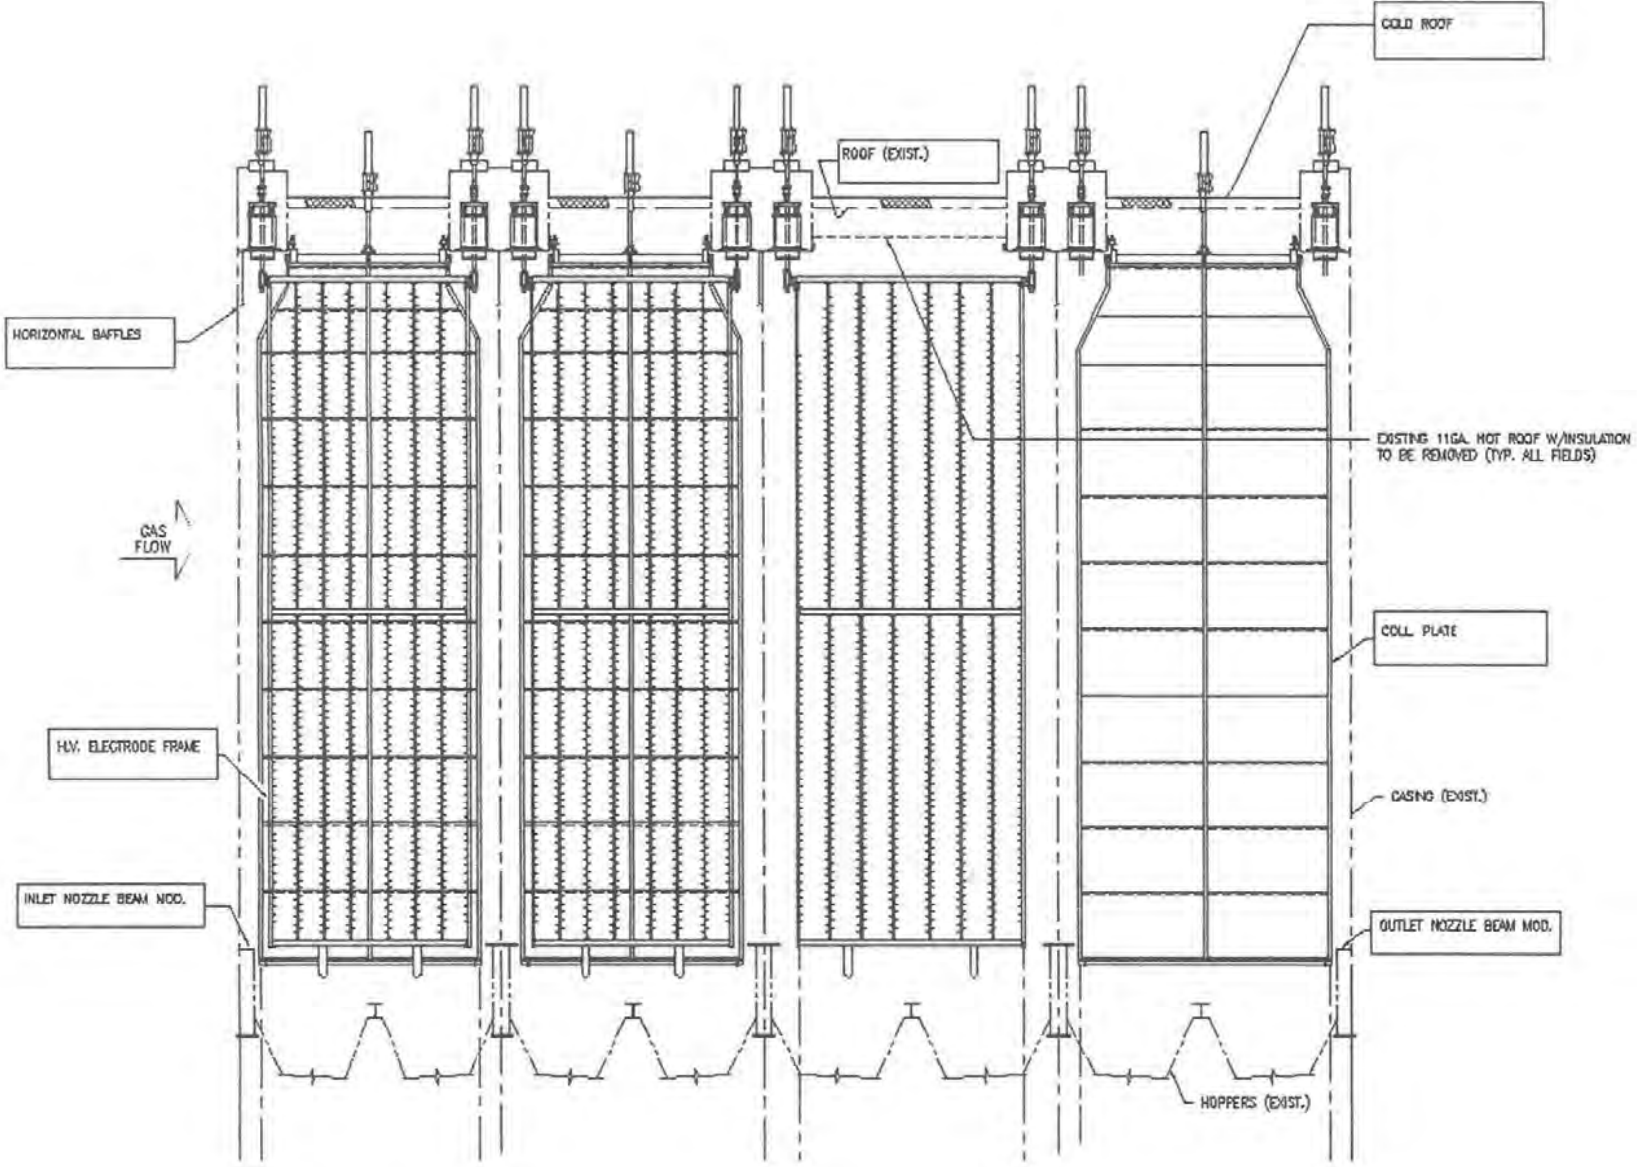 COLD ROOF
ROOF (EXIST.)
HORIZONTAL BAFFLES
EXISTING 11GA. HOT ROOF W/INSULATION
TO BE REMOVED (TYP. ALL FIELDS)
GAS
FLOW
COLL. PLATE
H.V. ELECTRODE FRAME
CASING (EXIST.)
INLET NOZZLE BEAM MOD.
OUTLET NOZZLE BEAM MOD.
HOPPERS (EXIST.)